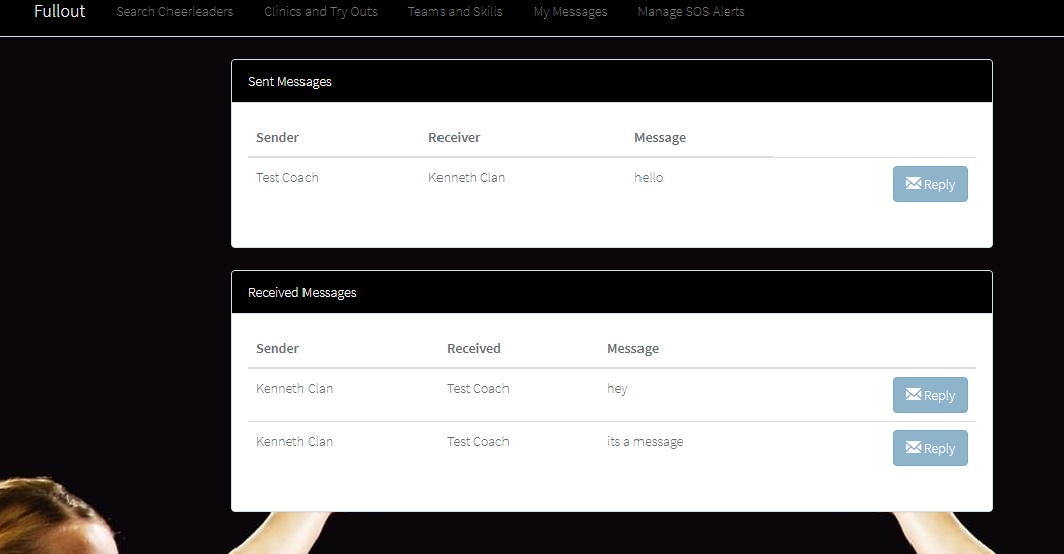 Fullout Search Cheerleaders Clinics and Try Outs Teams and Skills My Messages Manage SOS Alerts
Sent Messages
Sender Receiver Message
Test Coach Kenneth Clan hello Reply
Received Messages
Sender Received Message
Kenneth Clan Test Coach hey Reply
Kenneth Clan Test Coach its a message Reply